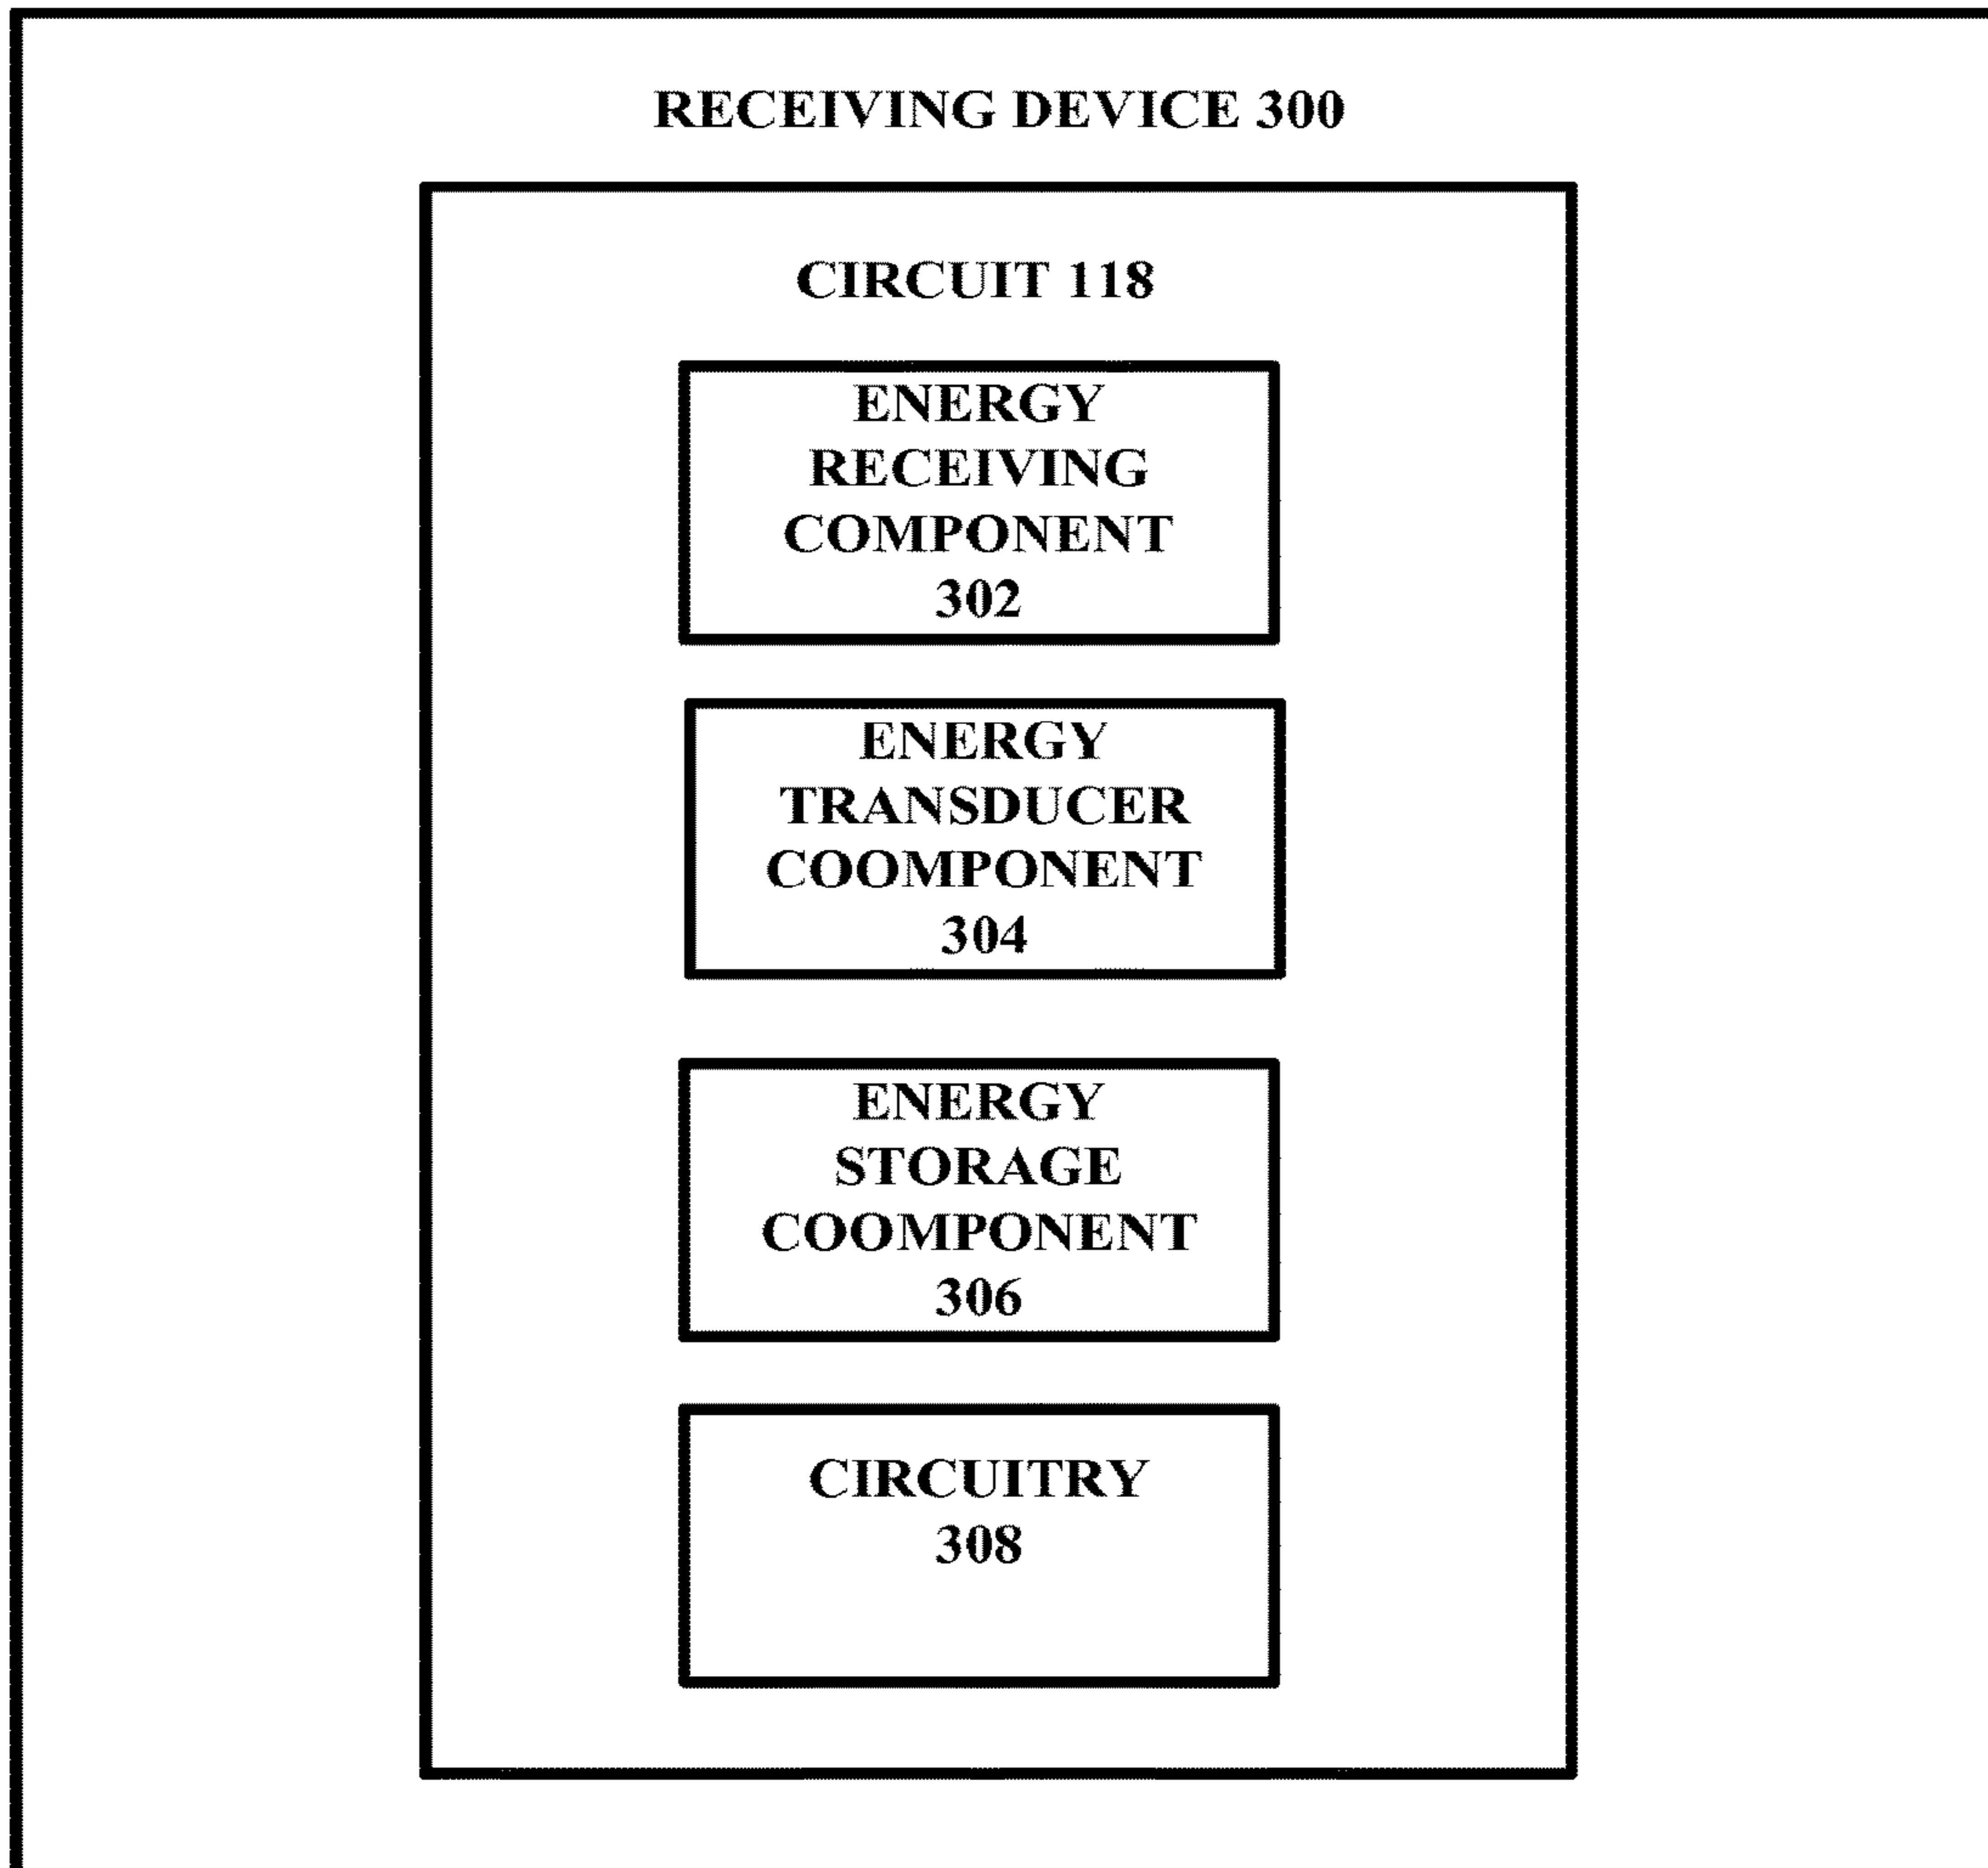 RECEIVING DEVICE 300
CIRCUIT 118
ENERGY
RECEIVING
COMPONENT
302
ENERGY
TRANSDUCER
COOMPONENT
304
ENERGY
STORAGE
COOMPONENT
306
CIRCUITRY
308